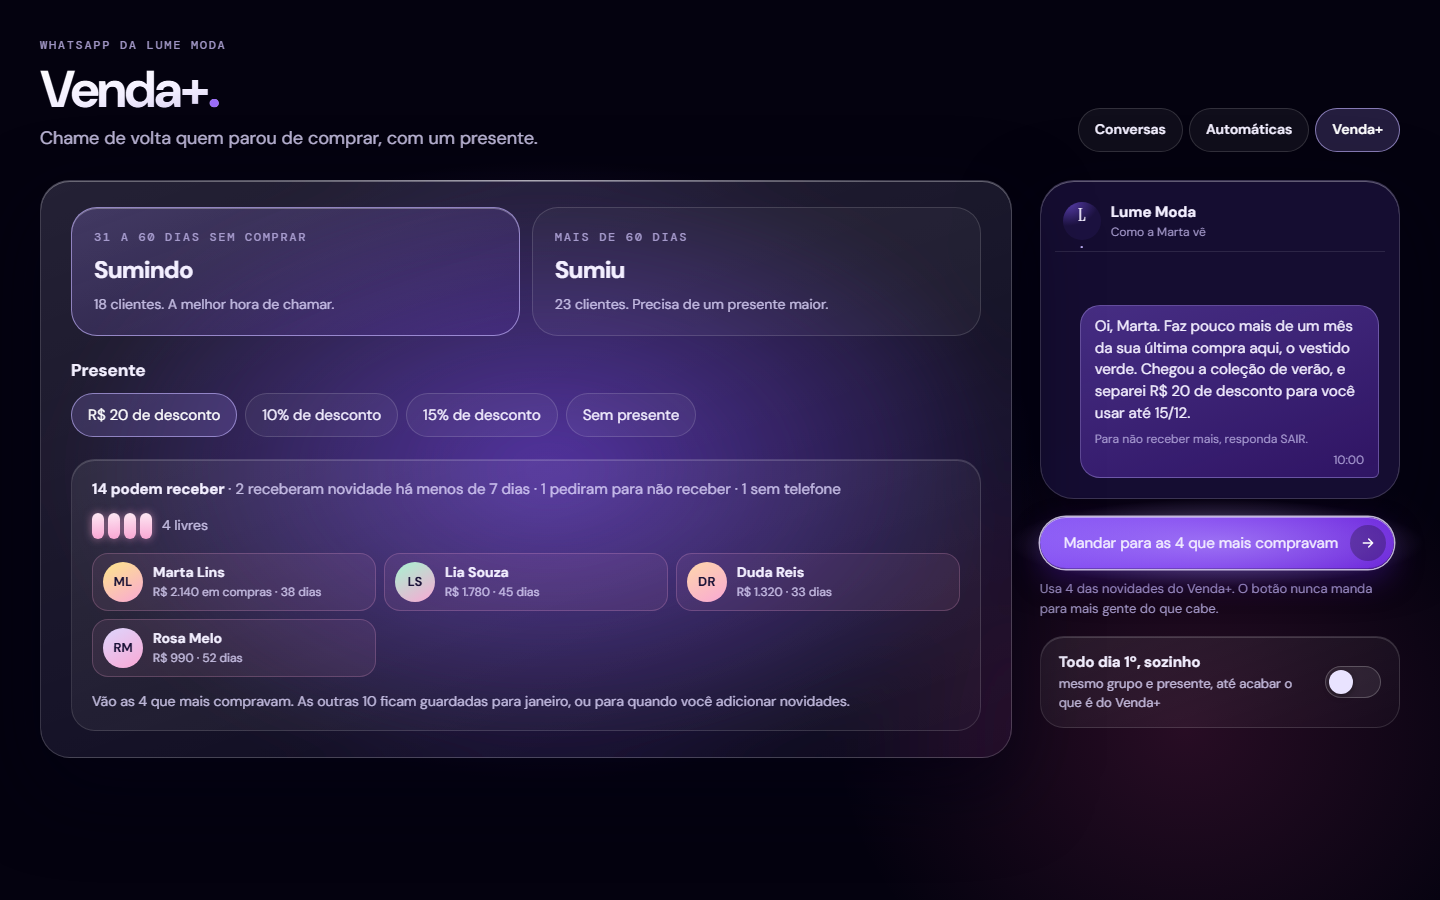 WHATSAPP DA LUME MODA
Venda+.
Chame de volta quem parou de comprar, com um presente.
Conversas
Automáticas
Venda+
31 A 60 DIAS SEM COMPRAR
Sumindo
18 clientes. A melhor hora de chamar.
MAIS DE 60 DIAS
Sumiu
23 clientes. Precisa de um presente maior.
Presente
R$ 20 de desconto
10% de desconto
15% de desconto
Sem presente
14 podem receber · 2 receberam novidade há menos de 7 dias · 1 pediram para não receber · 1 sem telefone
4 livres
ML
Marta Lins
R$ 2.140 em compras · 38 dias
LS
Lia Souza
R$ 1.780 · 45 dias
DR
Duda Reis
R$ 1.320 · 33 dias
RM
Rosa Melo
R$ 990 · 52 dias
Vão as 4 que mais compravam. As outras 10 ficam guardadas para janeiro, ou para quando você adicionar novidades.
L.
Lume Moda
Como a Marta vê
Oi, Marta. Faz pouco mais de um mês
da sua última compra aqui, o vestido
verde. Chegou a coleção de verão, e
separei R$ 20 de desconto para você
usar até 15/12.
Para não receber mais, responda SAIR.
10:00
Mandar para as 4 que mais compravam →
Usa 4 das novidades do Venda+. O botão nunca manda
para mais gente do que cabe.
Todo dia 1º, sozinho
mesmo grupo e presente, até acabar o
que é do Venda+